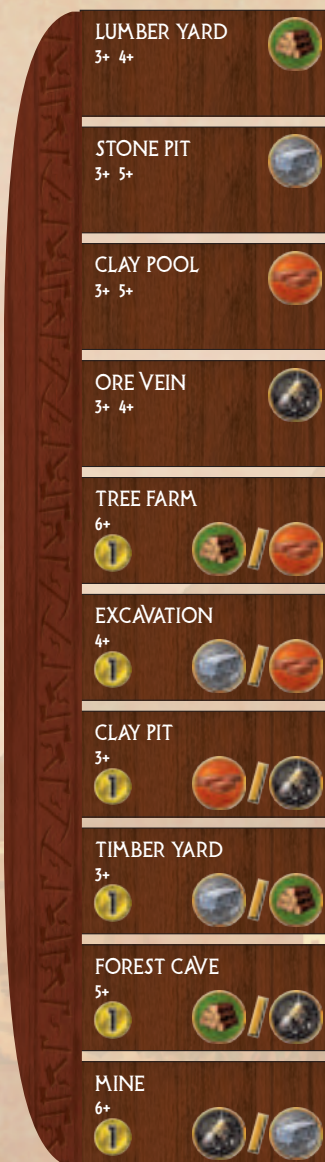 LUMBER YARD
3+ 4+
STONE PIT
3+ 5+
CLAY POOL
3+ 5+
ORE VEIN
3+ 4+
TREE FARM
6+
1
EXCAVATION
4+
1
CLAY PIT
3+
1
TIMBER YARD
3+
1
FOREST CAVE
5+
1
MINE
6+
1